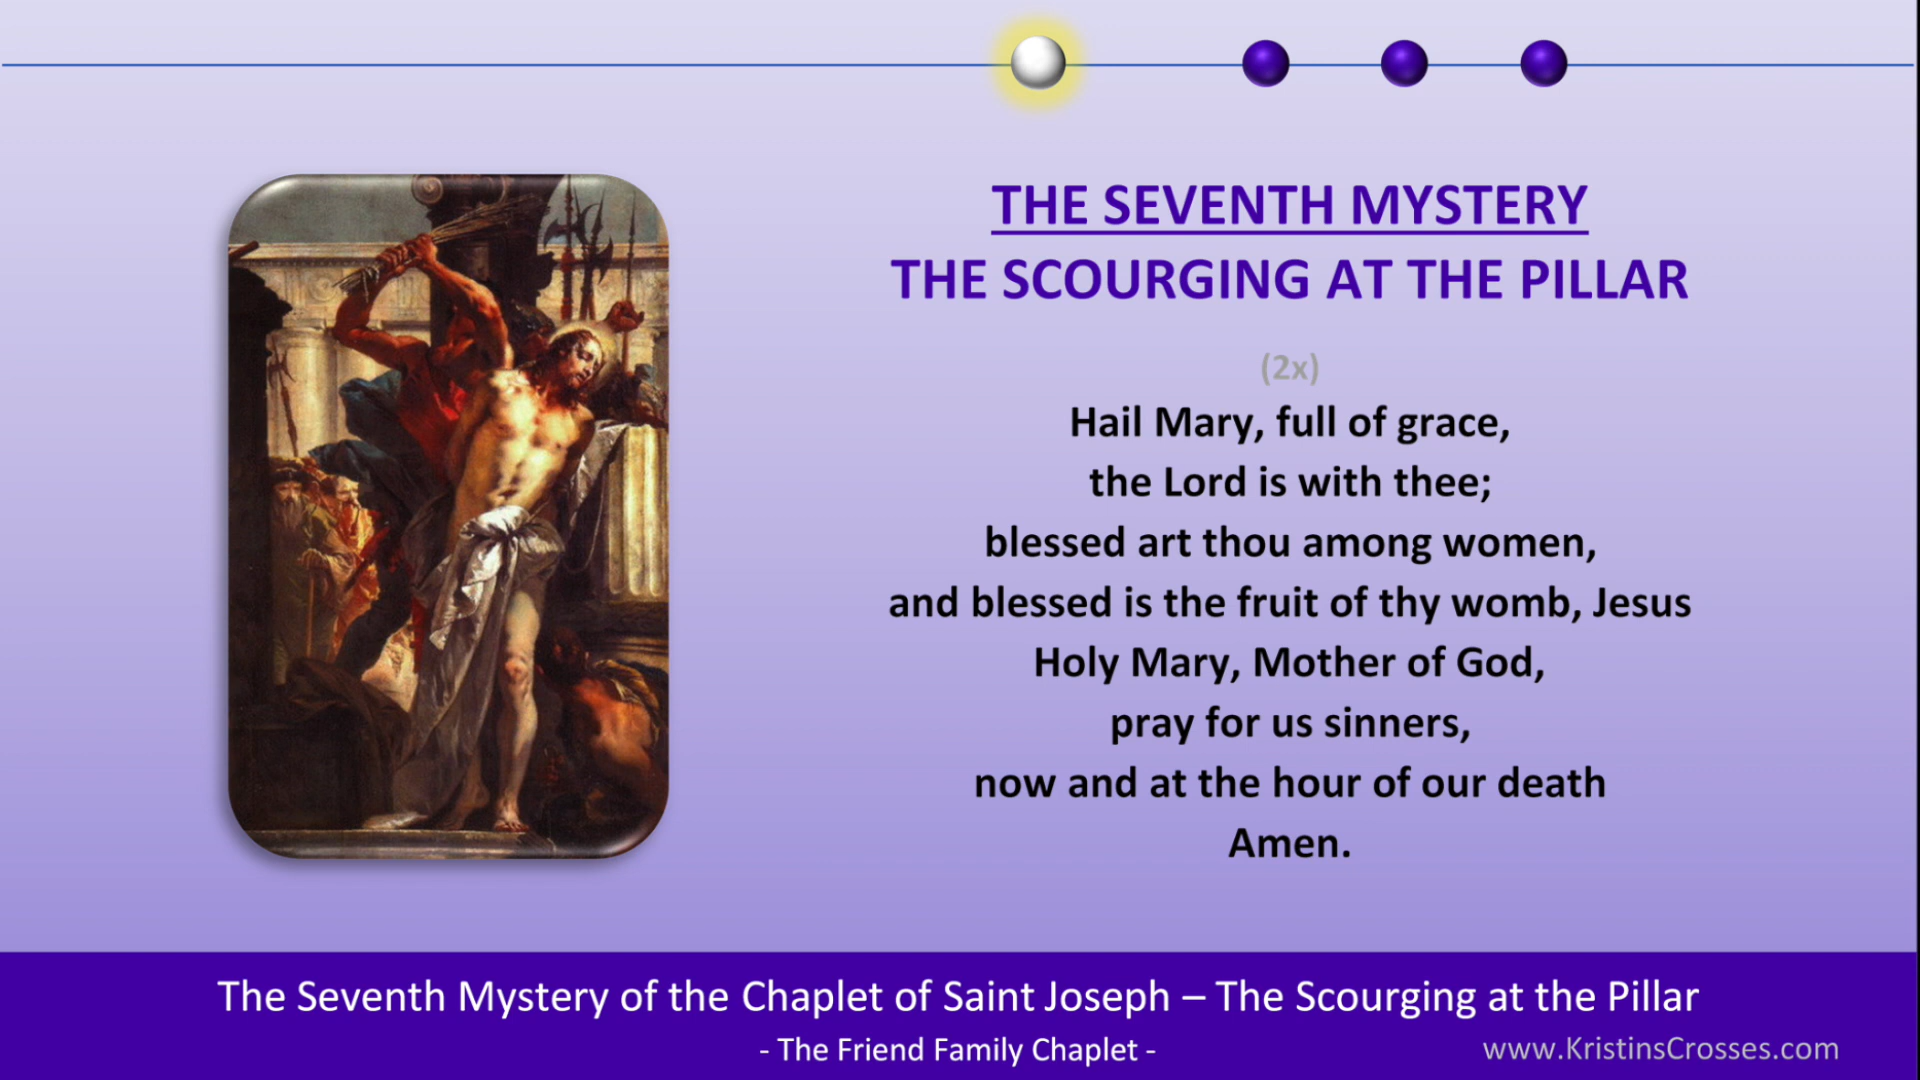 THE SEVENTH MYSTERY
THE SCOURGING AT THE PILLAR
(2x)
Hail Mary, full of grace,
the Lord is with thee;
blessed art thou among women,
and blessed is the fruit of thy womb, Jesus
Holy Mary, Mother of God,
pray for us sinners,
now and at the hour of our death
Amen.
The Seventh Mystery of the Chaplet of Saint Joseph – The Scourging at the Pillar
- The Friend Family Chaplet -
www.KristinsCrosses.com